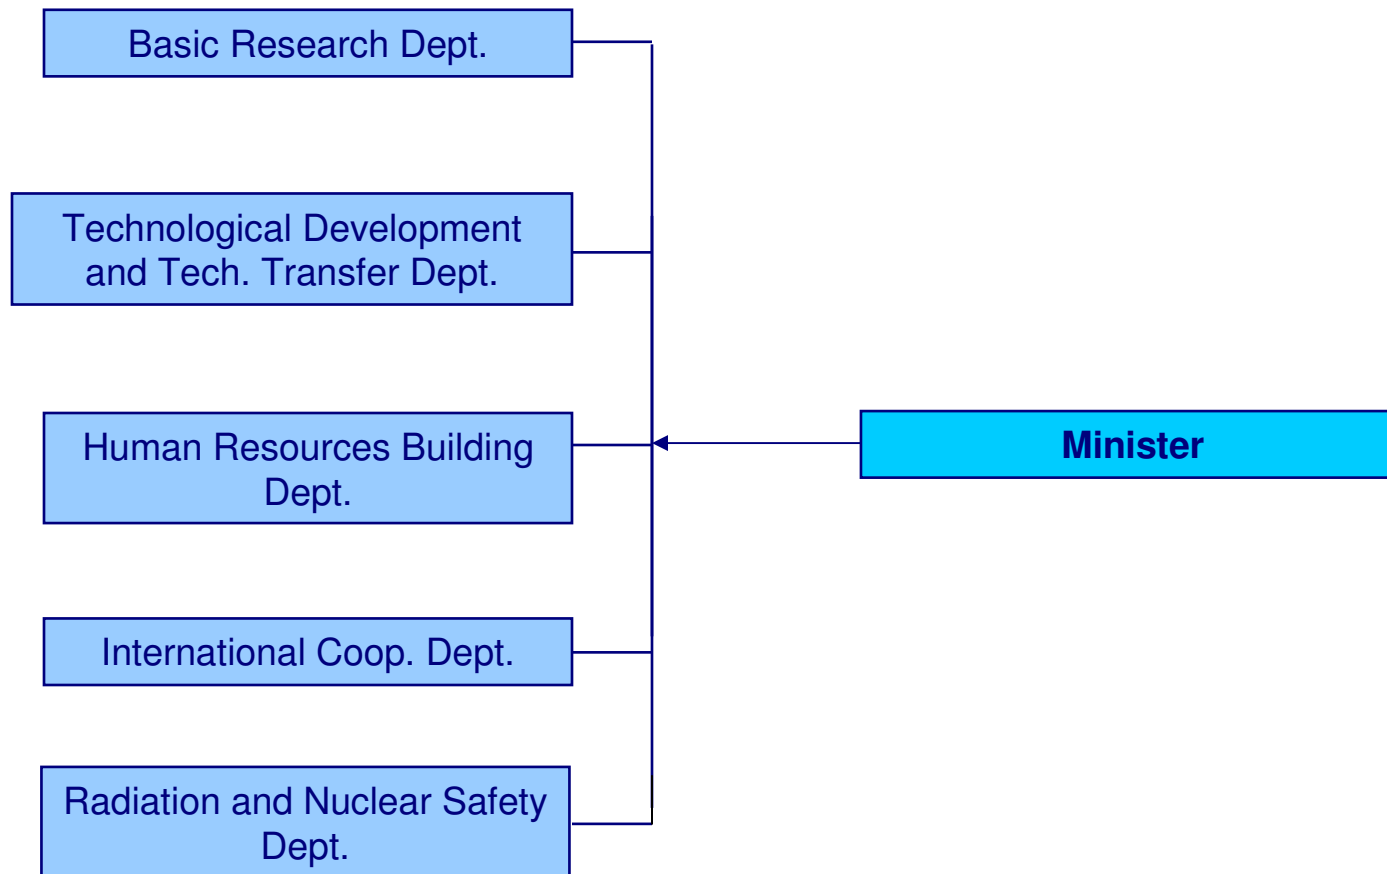 Basic Research Dept.
Technological Development
and Tech. Transfer Dept.
Human Resources Building
Dept.
Minister
International Coop. Dept.
Radiation and Nuclear Safety
Dept.